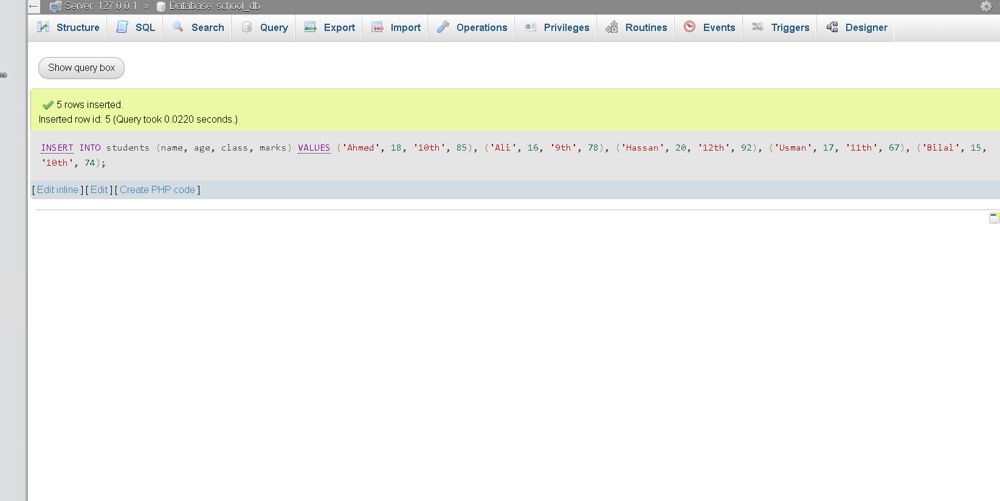 ← Server: 127.0.0.1 » Database: school_db
Structure SQL Search Query Export Import Operations Privileges Routines Events Triggers Designer
Show query box
5 rows inserted.
Inserted row id: 5 (Query took 0.0220 seconds.)
INSERT INTO students (name, age, class, marks) VALUES ('Ahmed', 18, '10th', 85), ('Ali', 16, '9th', 78), ('Hassan', 20, '12th', 92), ('Usman', 17, '11th', 67), ('Bilal', 15,
'10th', 74);
[ Edit inline ] [ Edit ] [ Create PHP code ]